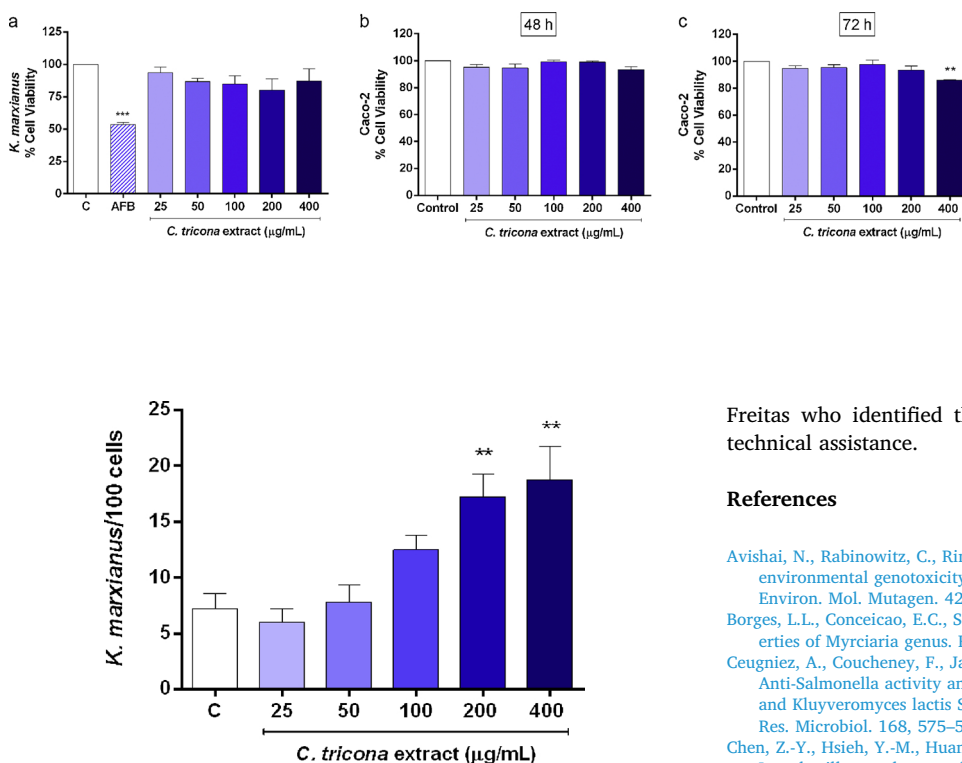 a
K. marxianus
% Cell Viability
125
100
75
50
25
0
***
C AFB 25 50 100 200 400
C. tricona extract (μg/mL)
b
48 h
Caco-2
% Cell Viability
120
100
80
60
40
20
0
Control 25 50 100 200 400
C. tricona extract (μg/mL)
c
72 h
Caco-2
% Cell Viability
120
100
80
60
40
20
0
**
Control 25 50 100 200 400
C. tricona extract (μg/mL)
K. marxianus/100 cells
25
20
15
10
5
0
** **
C 25 50 100 200 400
C. tricona extract (μg/mL)
Freitas who identified th
technical assistance.
References
Avishai, N., Rabinowitz, C., Rin
environmental genotoxicity
Environ. Mol. Mutagen. 42
Borges, L.L., Conceicao, E.C., S
erties of Myrciaria genus. F
Ceugniez, A., Coucheney, F., Ja
Anti-Salmonella activity an
and Kluyveromyces lactis S
Res. Microbiol. 168, 575–5
Chen, Z.-Y., Hsieh, Y.-M., Huan